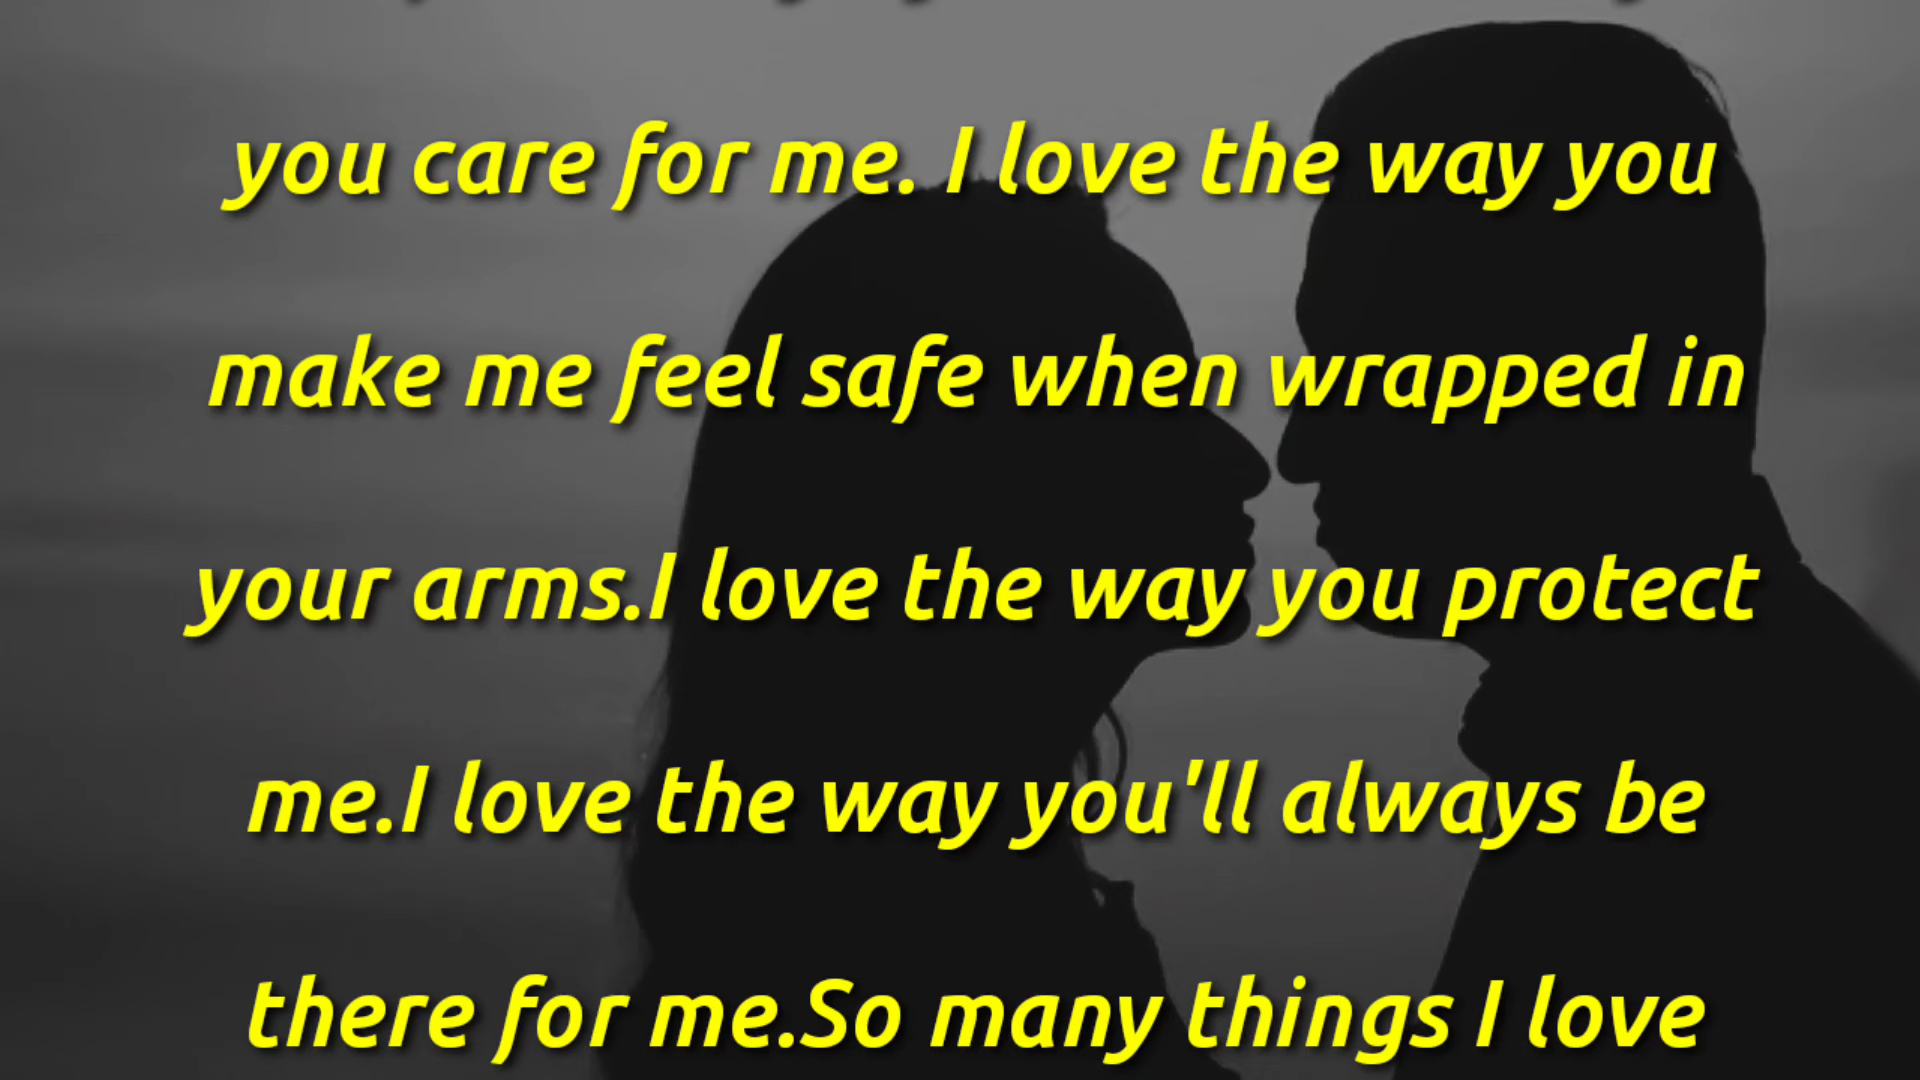 you care for me. I love the way you
make me feel safe when wrapped in
your arms.I love the way you protect
me.I love the way you'll always be
there for me.So many things I love